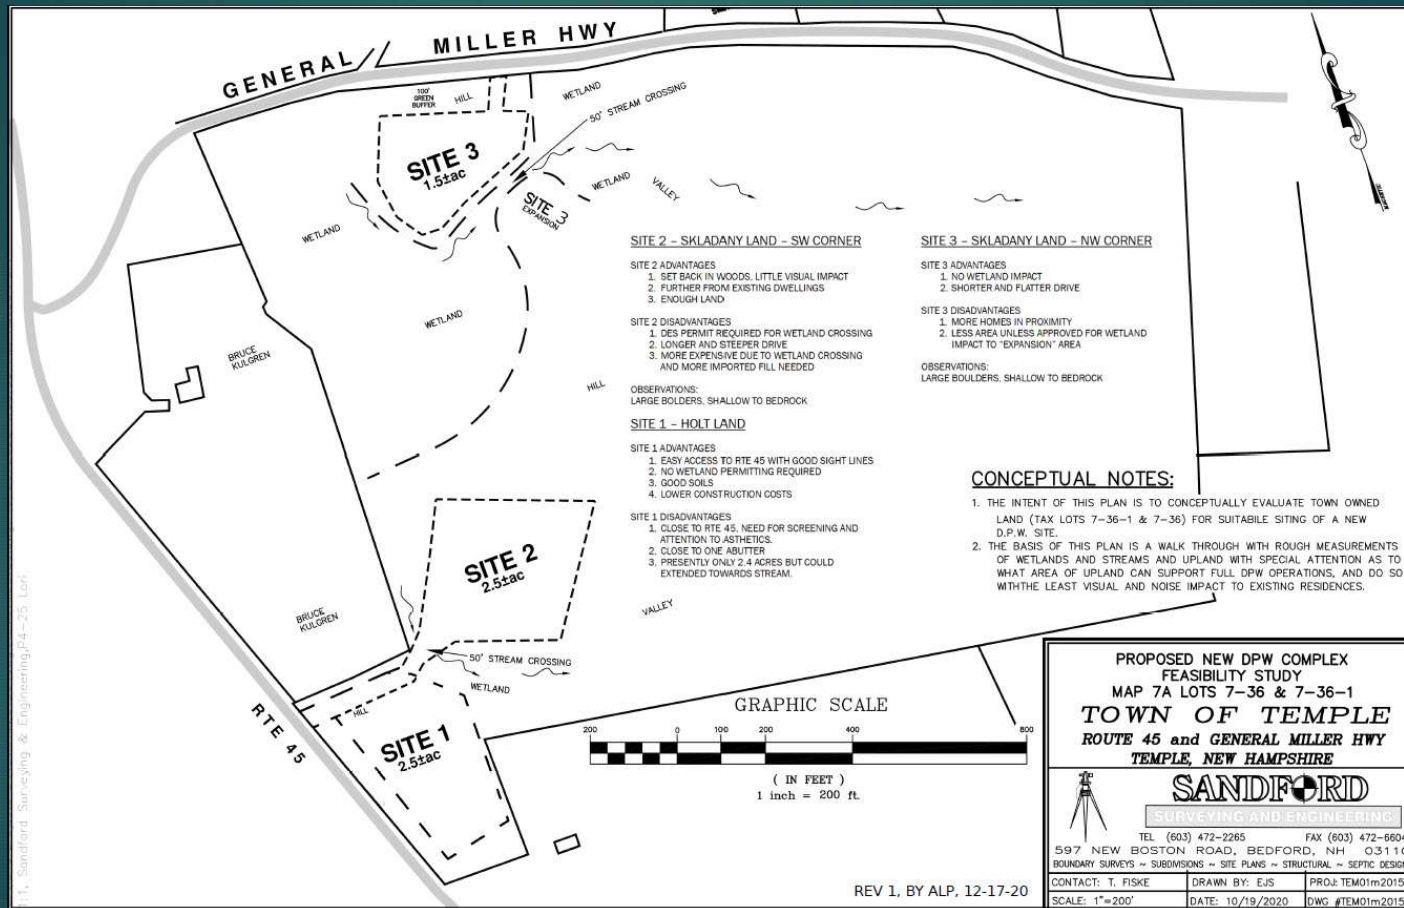 GENERAL MILLER HWY
100'
GREEN
BUFFER
HILL
WETLAND
50' STREAM CROSSING
SITE 3
1.5±ac
WETLAND
VALLEY
SITE 3
EXPANSION
WETLAND
WETLAND
BRUCE
KULGREN
HILL
SITE 2 - SKLADANY LAND - SW CORNER
SITE 2 ADVANTAGES
1. SET BACK IN WOODS, LITTLE VISUAL IMPACT
2. FURTHER FROM EXISTING DWELLINGS
3. ENOUGH LAND
SITE 2 DISADVANTAGES
1. DES PERMIT REQUIRED FOR WETLAND CROSSING
2. LONGER AND STEEPER DRIVE
3. MORE EXPENSIVE DUE TO WETLAND CROSSING
AND MORE IMPORTED FILL NEEDED
OBSERVATIONS:
LARGE BOLDERS, SHALLOW TO BEDROCK
SITE 1 - HOLT LAND
SITE 1 ADVANTAGES
1. EASY ACCESS TO RTE 45 WITH GOOD SIGHT LINES
2. NO WETLAND PERMITTING REQUIRED
3. GOOD SOILS
4. LOWER CONSTRUCTION COSTS
SITE 1 DISADVANTAGES
1. CLOSE TO RTE 45, NEED FOR SCREENING AND
ATTENTION TO ASTHETICS.
2. CLOSE TO ONE ABUTTER
3. PRESENTLY ONLY 2.4 ACRES BUT COULD
EXTENDED TOWARDS STREAM.
SITE 3 - SKLADANY LAND - NW CORNER
SITE 3 ADVANTAGES
1. NO WETLAND IMPACT
2. SHORTER AND FLATTER DRIVE
SITE 3 DISADVANTAGES
1. MORE HOMES IN PROXIMITY
2. LESS AREA UNLESS APPROVED FOR WETLAND
IMPACT TO "EXPANSION" AREA
OBSERVATIONS:
LARGE BOULDERS, SHALLOW TO BEDROCK
CONCEPTUAL NOTES:
1. THE INTENT OF THIS PLAN IS TO CONCEPTUALLY EVALUATE TOWN OWNED
LAND (TAX LOTS 7-36-1 & 7-36) FOR SUITABILE SITING OF A NEW
D.P.W. SITE.
2. THE BASIS OF THIS PLAN IS A WALK THROUGH WITH ROUGH MEASUREMENTS
OF WETLANDS AND STREAMS AND UPLAND WITH SPECIAL ATTENTION AS TO
WHAT AREA OF UPLAND CAN SUPPORT FULL DPW OPERATIONS, AND DO SO
WITHTHE LEAST VISUAL AND NOISE IMPACT TO EXISTING RESIDENCES.
SITE 2
2.5±ac
VALLEY
BRUCE
KULGREN
50' STREAM CROSSING
WETLAND
HILL
SITE 1
2.5±ac
RTE 45
GRAPHIC SCALE
200 0 100 200 400 800
( IN FEET )
1 inch = 200 ft.
REV 1, BY ALP, 12-17-20
PROPOSED NEW DPW COMPLEX
FEASIBILITY STUDY
MAP 7A LOTS 7-36 & 7-36-1
TOWN OF TEMPLE
ROUTE 45 and GENERAL MILLER HWY
TEMPLE, NEW HAMPSHIRE
SANDFORD
SURVEYING AND ENGINEERING
TEL (603) 472-2265 FAX (603) 472-6604
597 NEW BOSTON ROAD, BEDFORD, NH 03110
BOUNDARY SURVEYS ~ SUBDIVISIONS ~ SITE PLANS ~ STRUCTURAL ~ SEPTIC DESIGN
CONTACT: T. FISKE DRAWN BY: EJS PROJ: TEM01m2015
SCALE: 1"=200' DATE: 10/19/2020 DWG #TEM01m2015
1:1, Sandford Surveying & Engineering,P4-25 Lori